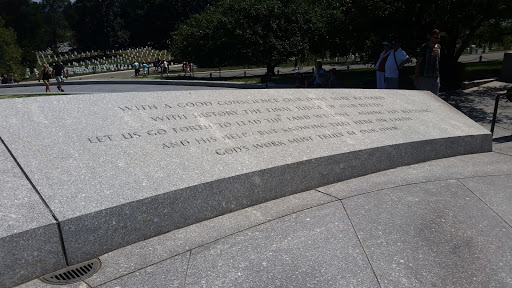 WITH A GOOD CONSCIENCE OUR ONLY SURE REWARD
WITH HISTORY THE FINAL JUDGE OF OUR DEEDS
LET US GO FORTH TO LEAD THE LAND WE LOVE – ASKING HIS BLESSING
AND HIS HELP – BUT KNOWING THAT HERE ON EARTH
GOD'S WORK MUST TRULY BE OUR OWN